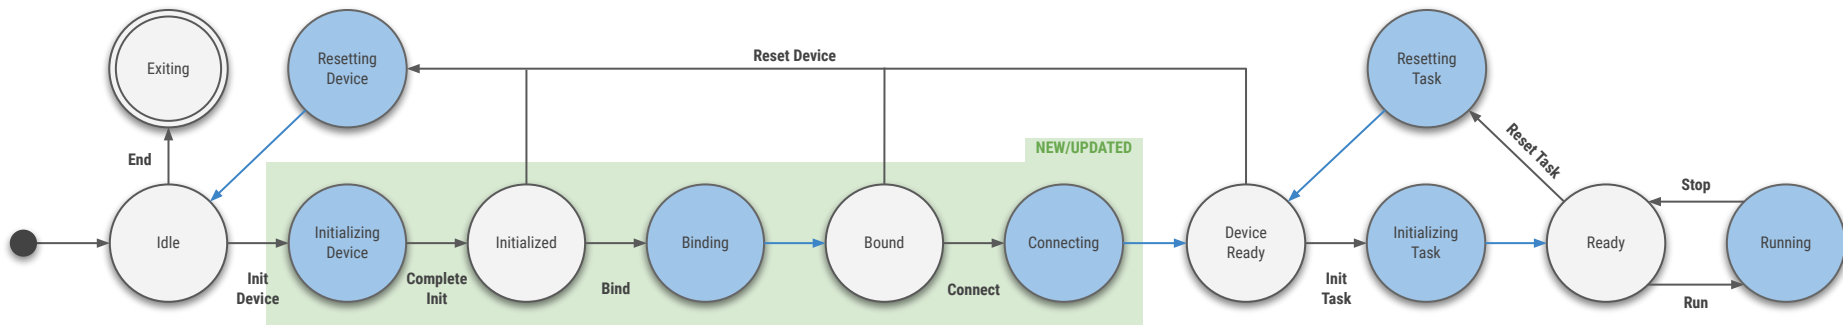 Exiting
Resetting
Device
Reset Device
Resetting
Task
End
NEW/UPDATED
Reset Task
Stop
Idle
Initializing
Device
Initialized
Binding
Bound
Connecting
Device
Ready
Initializing
Task
Ready
Running
Init
Device
Complete
Init
Bind
Connect
Init
Task
Run